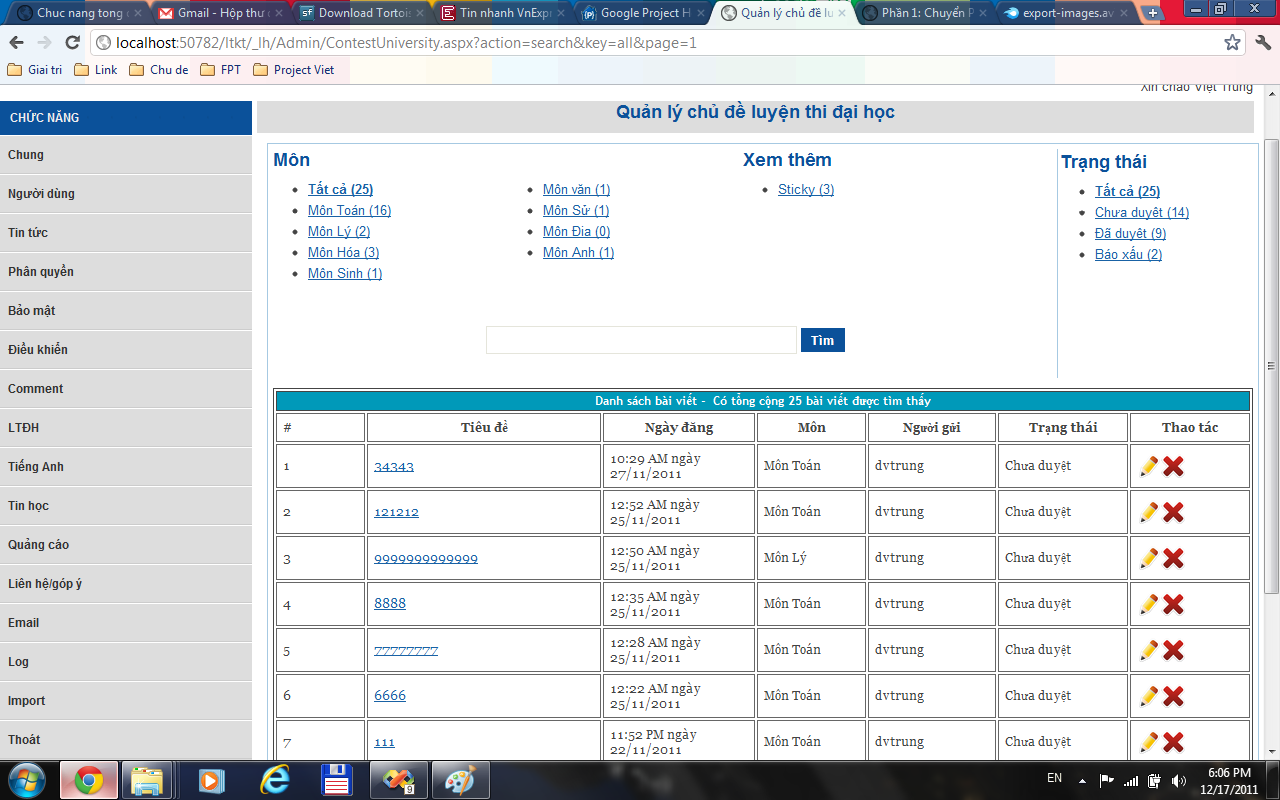 Chuc nang tong
Gmail - Hộp thư
Download Tortoi
Tin nhanh VnExpr
Google Project H
Quản lý chủ đề lu
Phần 1: Chuyển P
export-images.av
localhost:50782/ltkt/_lh/Admin/ContestUniversity.aspx?action=search&key=all&page=1
Giai tri Link Chu de FPT Project Viet
Xin chào Việt Trung
CHỨC NĂNG
Chung
Người dùng
Tin tức
Phân quyền
Bảo mật
Điều khiển
Comment
LTĐH
Tiếng Anh
Tin học
Quảng cáo
Liên hệ/góp ý
Email
Log
Import
Thoát
Quản lý chủ đề luyện thi đại học
Môn
Tất cả (25)
Môn Toán (16)
Môn Lý (2)
Môn Hóa (3)
Môn Sinh (1)
Môn văn (1)
Môn Sử (1)
Môn Đia (0)
Môn Anh (1)
Xem thêm
Sticky (3)
Trạng thái
Tất cả (25)
Chưa duyệt (14)
Đã duyêt (9)
Báo xấu (2)
Tìm
Danh sách bài viết - Có tổng cộng 25 bài viết được tìm thấy
# Tiêu đề Ngày đăng Môn Người gửi Trạng thái Thao tác
1 34343 10:29 AM ngày 27/11/2011 Môn Toán dvtrung Chưa duyệt
2 121212 12:52 AM ngày 25/11/2011 Môn Toán dvtrung Chưa duyệt
3 9999999999999 12:50 AM ngày 25/11/2011 Môn Lý dvtrung Chưa duyệt
4 8888 12:35 AM ngày 25/11/2011 Môn Toán dvtrung Chưa duyệt
5 77777777 12:28 AM ngày 25/11/2011 Môn Toán dvtrung Chưa duyệt
6 6666 12:22 AM ngày 25/11/2011 Môn Toán dvtrung Chưa duyệt
7 111 11:52 PM ngày 22/11/2011 Môn Toán dvtrung Chưa duyệt
EN
6:06 PM
12/17/2011